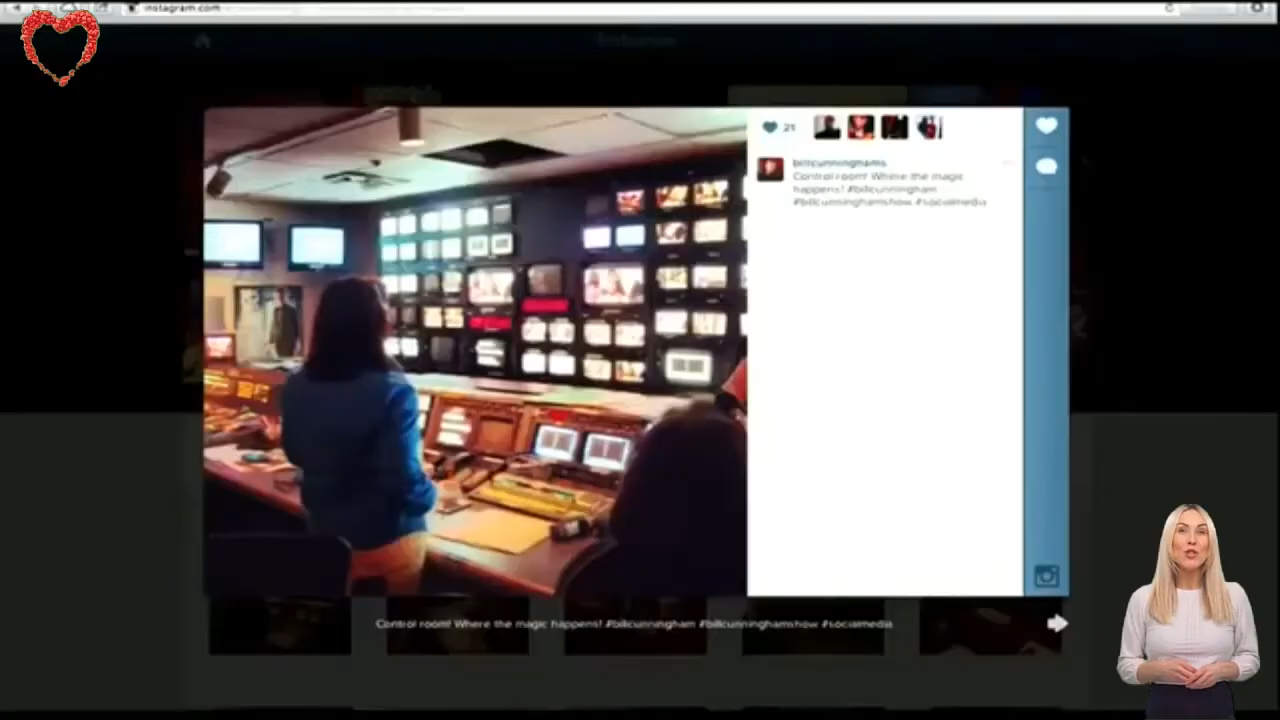 instagram.com
21
billcunninghams
Control room! Where the magic
happens! #billcunningham
#billcunninghamshow #socialmedia
Control room! Where the magic happens! #billcunningham #billcunninghamshow #socialmedia